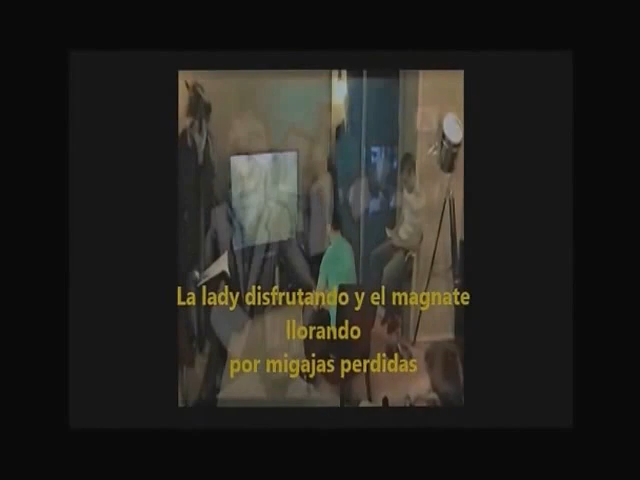 La lady disfrutando y el magnate
llorando
por migajas perdidas